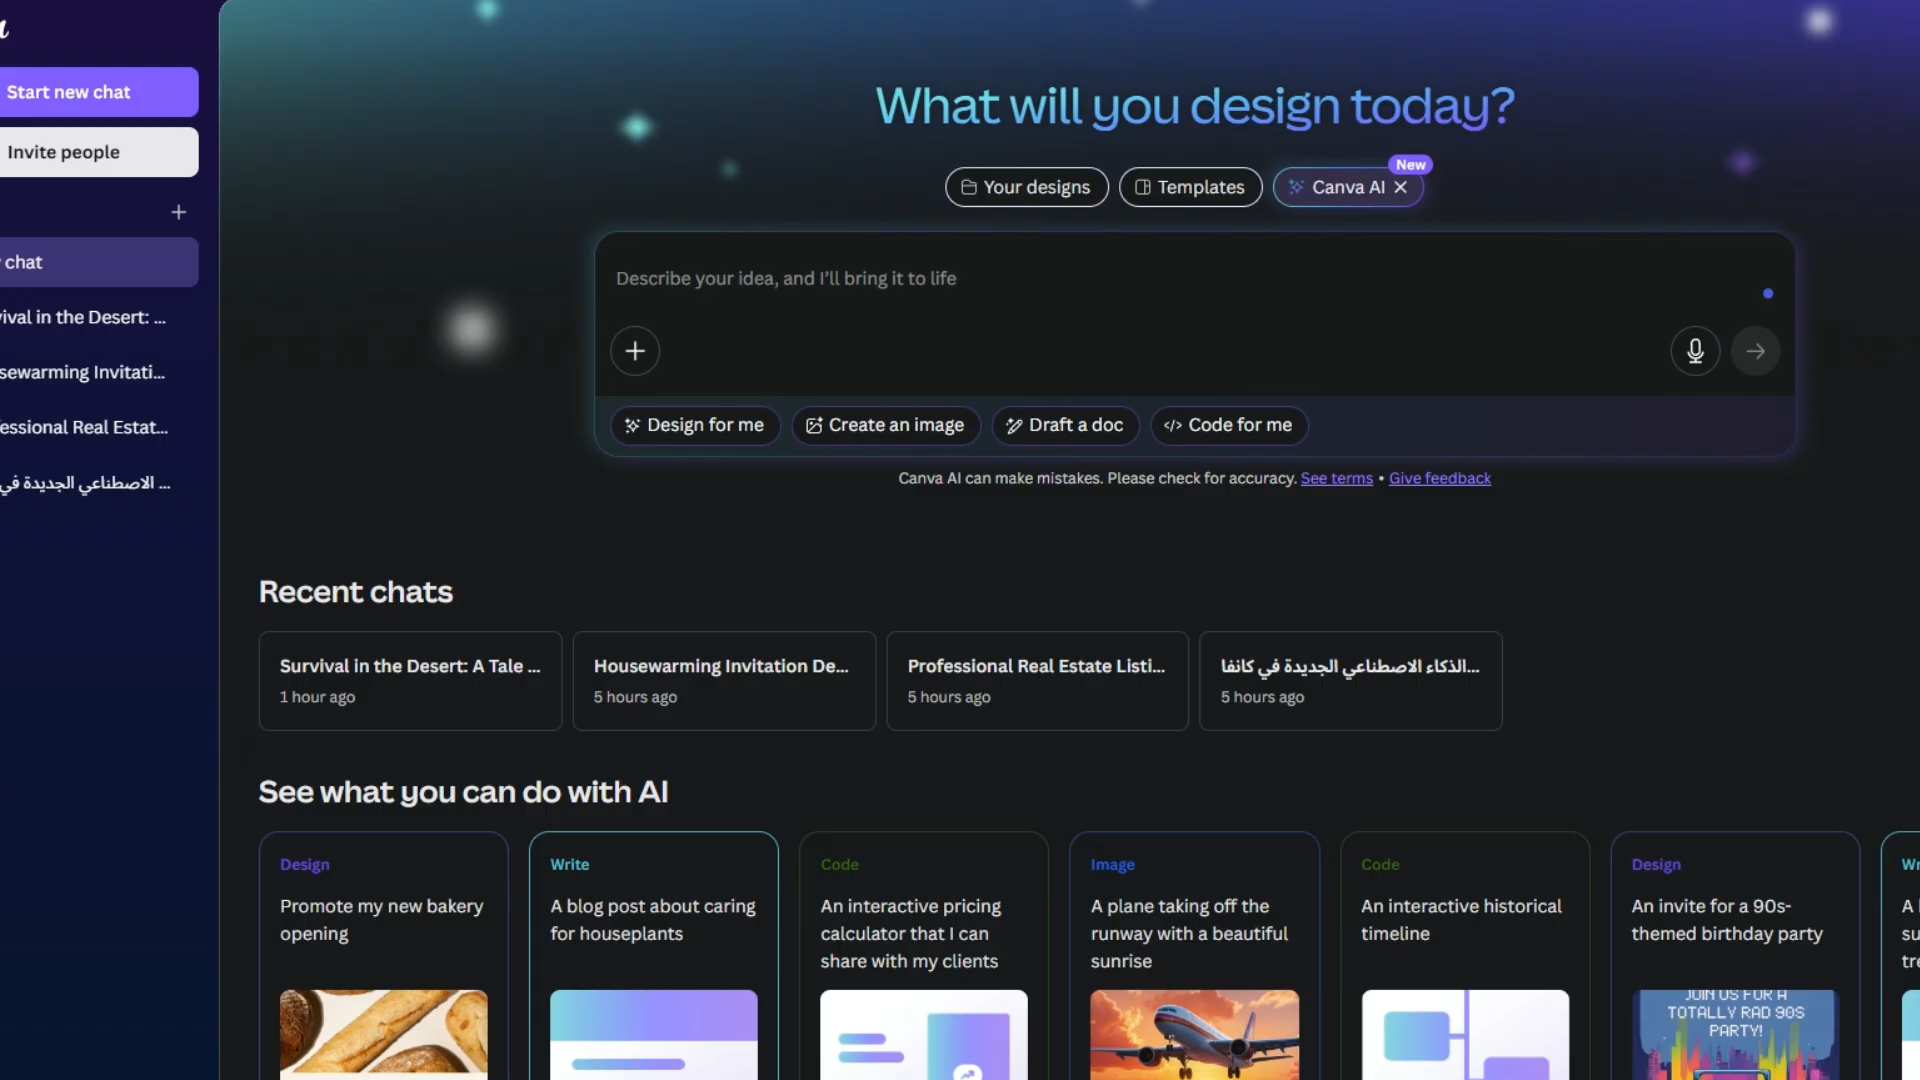 Start new chat
Invite people
chat
ival in the Desert: ...
sewarming Invitati...
essional Real Estat...
... الاصطناعي الجديدة في
What will you design today?
Your designs
Templates
Canva AI
New
Describe your idea, and I'll bring it to life
Design for me
Create an image
Draft a doc
Code for me
Canva AI can make mistakes. Please check for accuracy. See terms • Give feedback
Recent chats
Survival in the Desert: A Tale ...
1 hour ago
Housewarming Invitation De...
5 hours ago
Professional Real Estate Listi...
5 hours ago
الذكاء الاصطناعي الجديدة في كانفا...
5 hours ago
See what you can do with AI
Design
Promote my new bakery
opening
Write
A blog post about caring
for houseplants
Code
An interactive pricing
calculator that I can
share with my clients
Image
A plane taking off the
runway with a beautiful
sunrise
Code
An interactive historical
timeline
Design
An invite for a 90s-
themed birthday party
JOIN US FOR A
TOTALLY RAD 90S
PARTY!